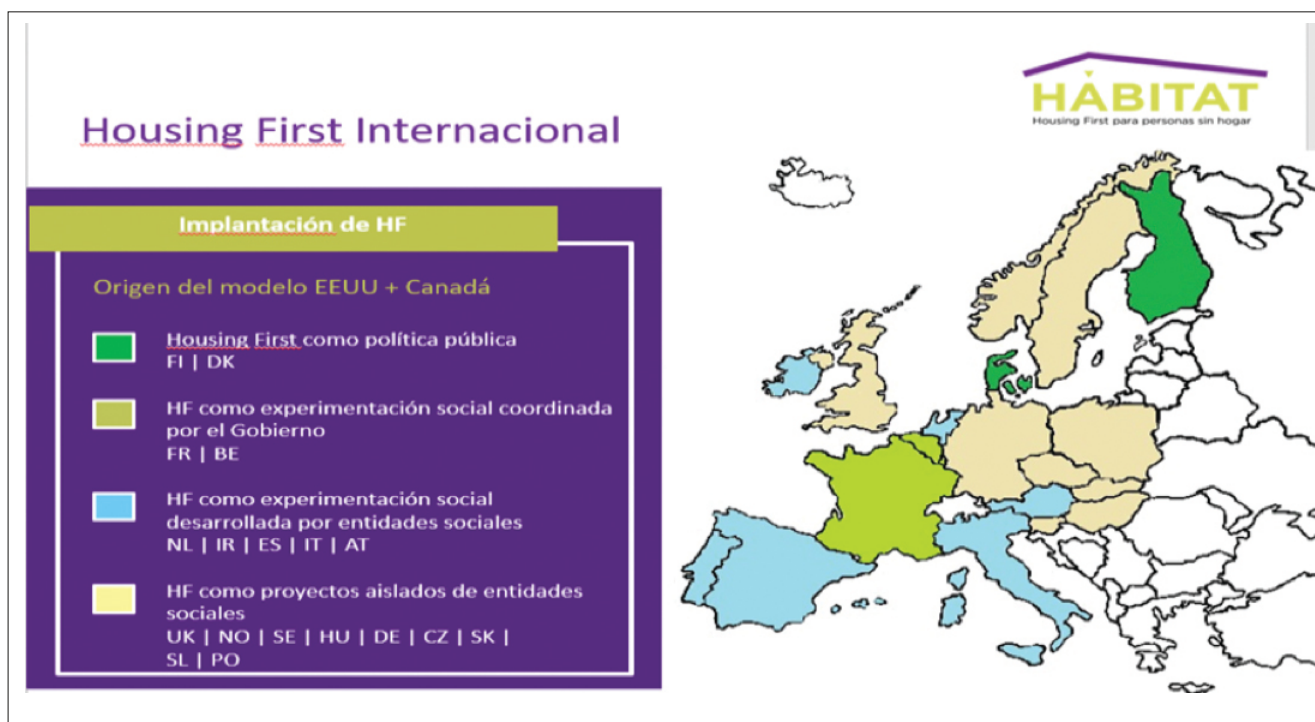 HÁBITAT
Housing First para personas sin hogar
Housing First Internacional
Implantación de HF
Origen del modelo EEUU + Canadá
Housing First como política pública
FI | DK
HF como experimentación social coordinada
por el Gobierno
FR | BE
HF como experimentación social
desarrollada por entidades sociales
NL | IR | ES | IT | AT
HF como proyectos aislados de entidades
sociales
UK | NO | SE | HU | DE | CZ | SK |
SL | PO